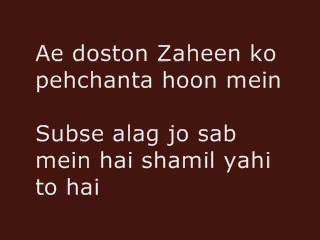 Ae doston Zaheen ko
pehchanta hoon mein
Subse alag jo sab
mein hai shamil yahi
to hai